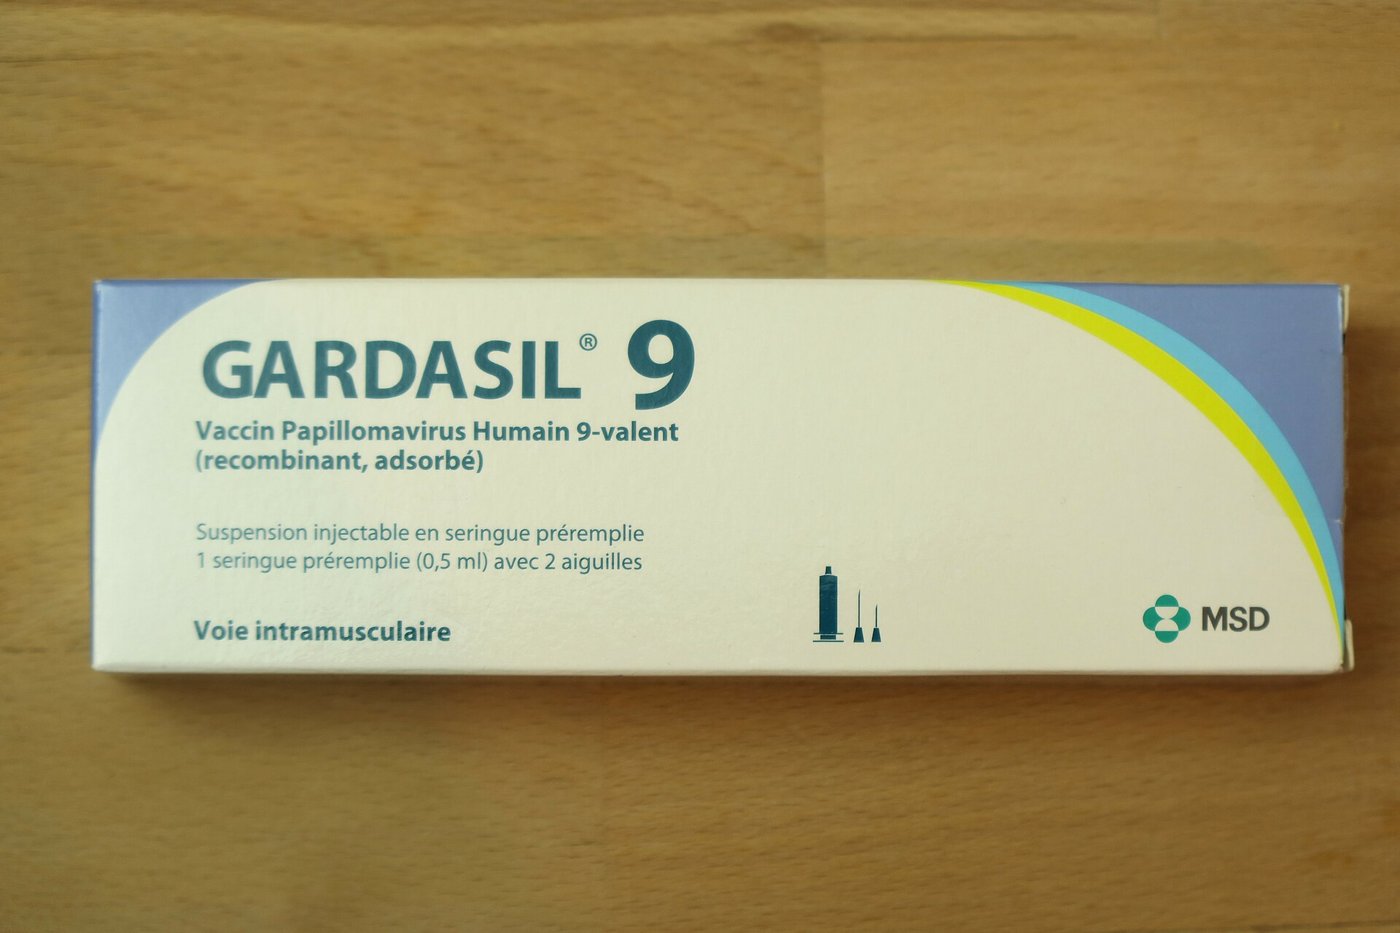 GARDASIL® 9
Vaccin Papillomavirus Humain 9-valent
(recombinant, adsorbé)
Suspension injectable en seringue préremplie
1 seringue préremplie (0,5 ml) avec 2 aiguilles
Voie intramusculaire
MSD